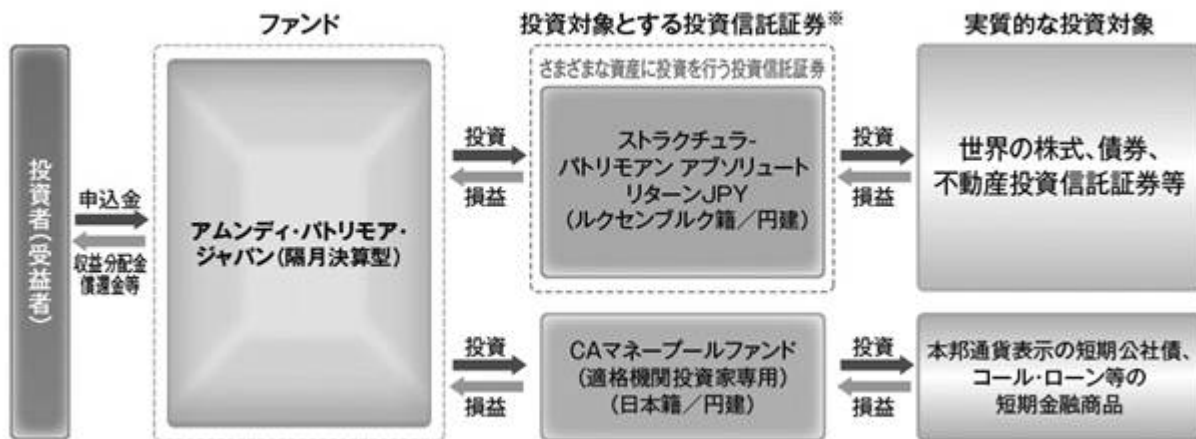 ファンド
投資対象とする投資信託証券※
実質的な投資対象
投資者(受益者)
申込金
収益分配金
償還金等
アムンディ・パトリモア・
ジャパン(隔月決算型)
投資
損益
さまざまな資産に投資を行う投資信託証券
ストラクチュラ-
パトリモアン アブソリュート
リターンJPY
(ルクセンブルク籍/円建)
投資
損益
世界の株式、債券、
不動産投資信託証券等
投資
損益
CAマネープールファンド
(適格機関投資家専用)
(日本籍/円建)
投資
損益
本邦通貨表示の短期公社債、
コール・ローン等の
短期金融商品